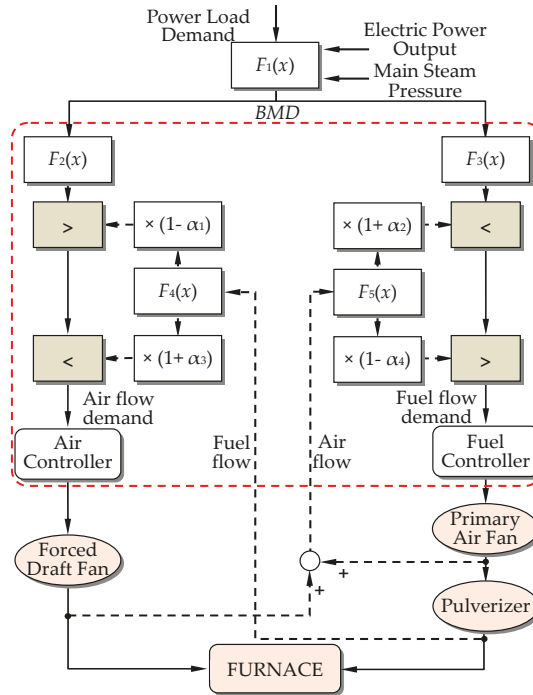 Power Load
Demand
Electric Power
Output
F1(x)
Main Steam
Pressure
BMD
F2(x)
F3(x)
>
× (1- α1)
× (1+ α2)
<
F4(x)
F5(x)
<
× (1+ α3)
× (1- α4)
>
Air flow
demand
Fuel flow
demand
Air
Controller
Fuel
flow
Air
flow
Fuel
Controller
Forced
Draft Fan
Primary
Air Fan
+
+
Pulverizer
FURNACE